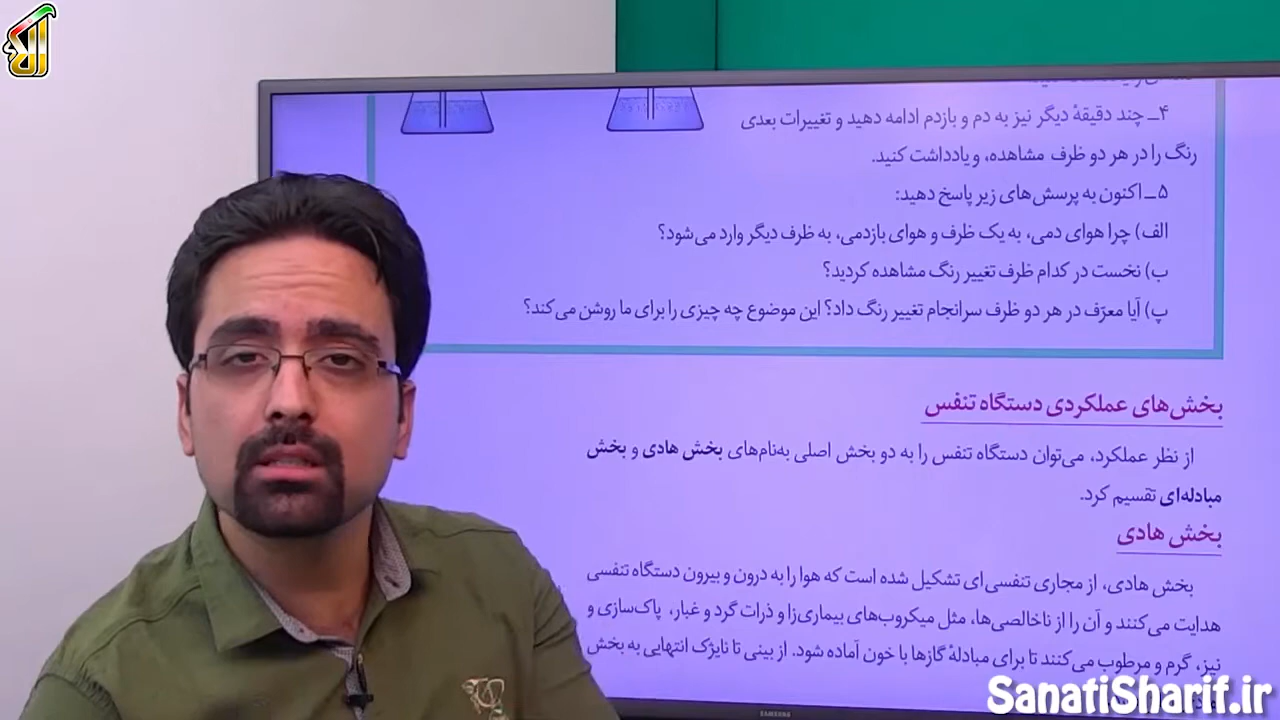 ۴ــ چند دقیقهٔ دیگر نیز به دم و بازدم ادامه دهید و تغییرات بعدی
رنگ را در هر دو ظرف مشاهده، و یادداشت کنید.
۵ــ اکنون به پرسش‌های زیر پاسخ دهید:
الف) چرا هوای دمی، به یک ظرف و هوای بازدمی، به ظرف دیگر وارد می‌شود؟
ب) نخست در کدام ظرف تغییر رنگ مشاهده کردید؟
پ) آیا معرّف در هر دو ظرف سرانجام تغییر رنگ داد؟ این موضوع چه چیزی را برای ما روشن می‌کند؟
بخش‌های عملکردی دستگاه تنفس
از نظر عملکرد، می‌توان دستگاه تنفس را به دو بخش اصلی به‌نام‌های بخش هادی و بخش
مبادله‌ای تقسیم کرد.
بخش هادی
بخش هادی، از مجاری تنفسی‌ای تشکیل شده است که هوا را به درون و بیرون دستگاه تنفسی
هدایت می‌کنند و آن را از ناخالصی‌ها، مثل میکروب‌های بیماری‌زا و ذرات گرد و غبار، پاک‌سازی و
نیز، گرم و مرطوب می‌کنند تا برای مبادلهٔ گازها با خون آماده شود. از بینی تا نایژک انتهایی به بخش
SAMSUNG
SanatiSharif.ir